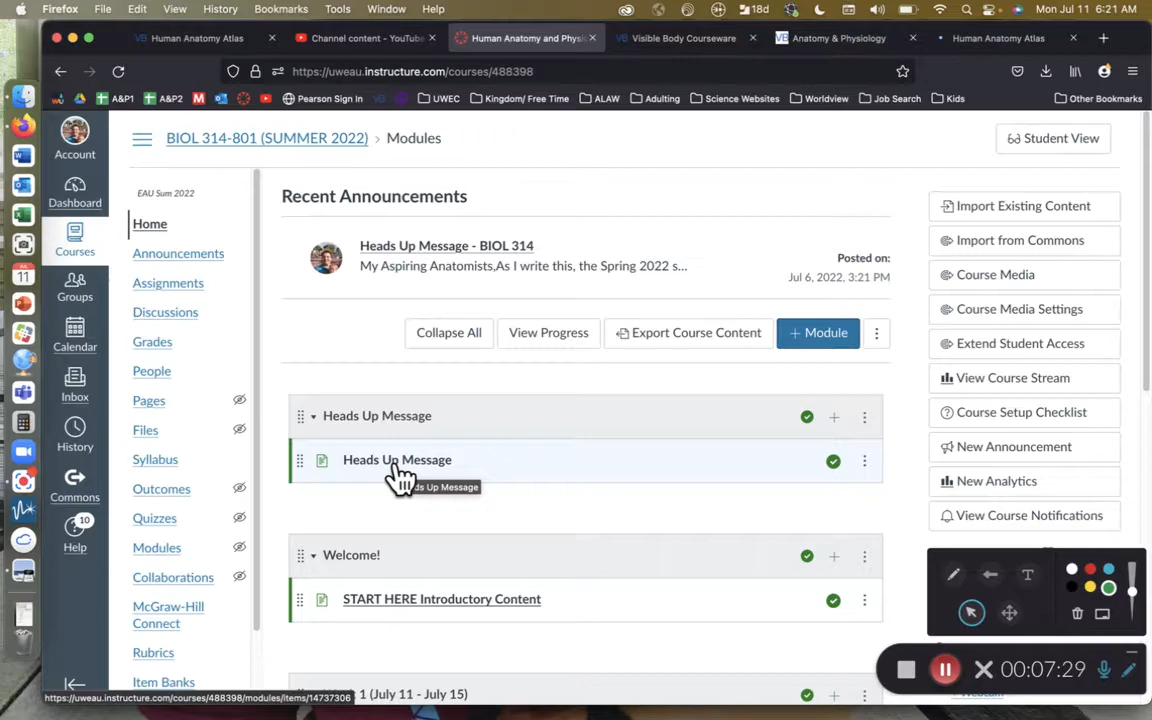 Firefox File Edit View History Bookmarks Tools Window Help 18d Mon Jul 11 6:21 AM
Human Anatomy Atlas Channel content - YouTube Human Anatomy and Physi Visible Body Courseware Anatomy & Physiology Human Anatomy Atlas
https://uweau.instructure.com/courses/488398
A&P1 A&P2 Pearson Sign In UWEC Kingdom/ Free Time ALAW Adulting Science Websites Worldview Job Search Kids Other Bookmarks
BIOL 314-801 (SUMMER 2022) › Modules
Student View
Account
Dashboard
Courses
Groups
Calendar
Inbox
History
Commons
10
Help
JUL
11
EAU Sum 2022
Home
Announcements
Assignments
Discussions
Grades
People
Pages
Files
Syllabus
Outcomes
Quizzes
Modules
Collaborations
McGraw-Hill
Connect
Rubrics
Item Banks
Recent Announcements
Heads Up Message - BIOL 314
My Aspiring Anatomists,As I write this, the Spring 2022 s...
Posted on:
Jul 6, 2022, 3:21 PM
Collapse All View Progress Export Course Content + Module
Heads Up Message
Heads Up Message
ds Up Message
Welcome!
START HERE Introductory Content
1 (July 11 - July 15)
Import Existing Content
Import from Commons
Course Media
Course Media Settings
Extend Student Access
View Course Stream
Course Setup Checklist
New Announcement
New Analytics
View Course Notifications
T
00:07:29
https://uweau.instructure.com/courses/488398/modules/items/14737306